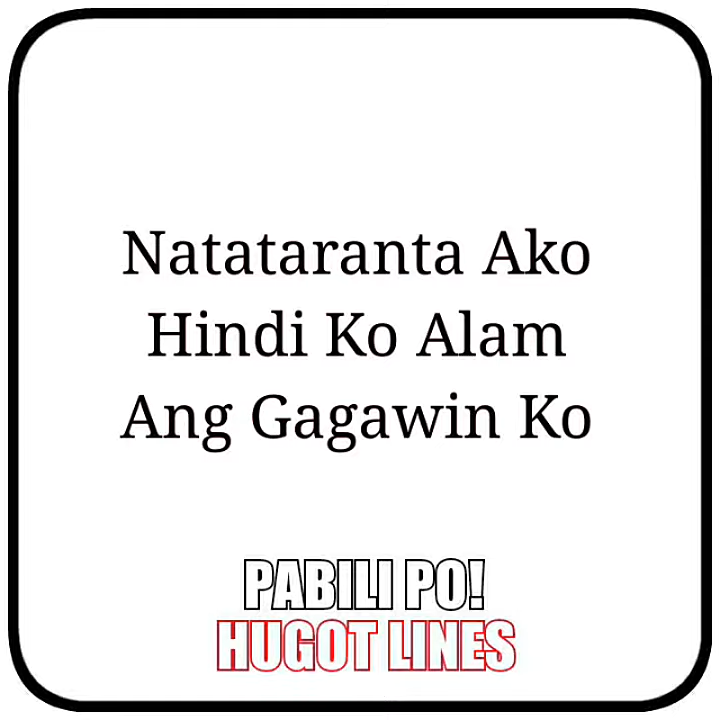 Natataranta Ako
Hindi Ko Alam
Ang Gagawin Ko
PABILI PO!
HUGOT LINES